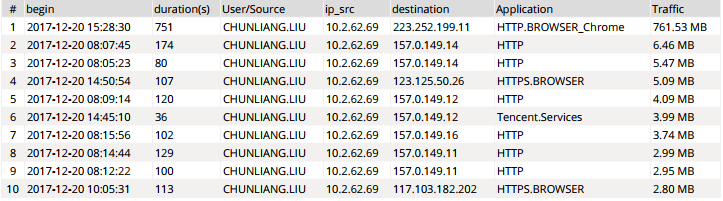 # begin duration(s) User/Source ip_src destination Application Traffic
1 2017-12-20 15:28:30 751 CHUNLIANG.LIU 10.2.62.69 223.252.199.11 HTTP.BROWSER_Chrome 761.53 MB
2 2017-12-20 08:07:45 174 CHUNLIANG.LIU 10.2.62.69 157.0.149.14 HTTP 6.46 MB
3 2017-12-20 08:05:23 80 CHUNLIANG.LIU 10.2.62.69 157.0.149.14 HTTP 5.47 MB
4 2017-12-20 14:50:54 107 CHUNLIANG.LIU 10.2.62.69 123.125.50.26 HTTPS.BROWSER 5.09 MB
5 2017-12-20 08:09:14 120 CHUNLIANG.LIU 10.2.62.69 157.0.149.12 HTTP 4.09 MB
6 2017-12-20 14:45:10 36 CHUNLIANG.LIU 10.2.62.69 157.0.149.12 Tencent.Services 3.99 MB
7 2017-12-20 08:15:56 102 CHUNLIANG.LIU 10.2.62.69 157.0.149.16 HTTP 3.74 MB
8 2017-12-20 08:14:44 129 CHUNLIANG.LIU 10.2.62.69 157.0.149.11 HTTP 2.99 MB
9 2017-12-20 08:12:22 100 CHUNLIANG.LIU 10.2.62.69 157.0.149.11 HTTP 2.95 MB
10 2017-12-20 10:05:31 113 CHUNLIANG.LIU 10.2.62.69 117.103.182.202 HTTPS.BROWSER 2.80 MB